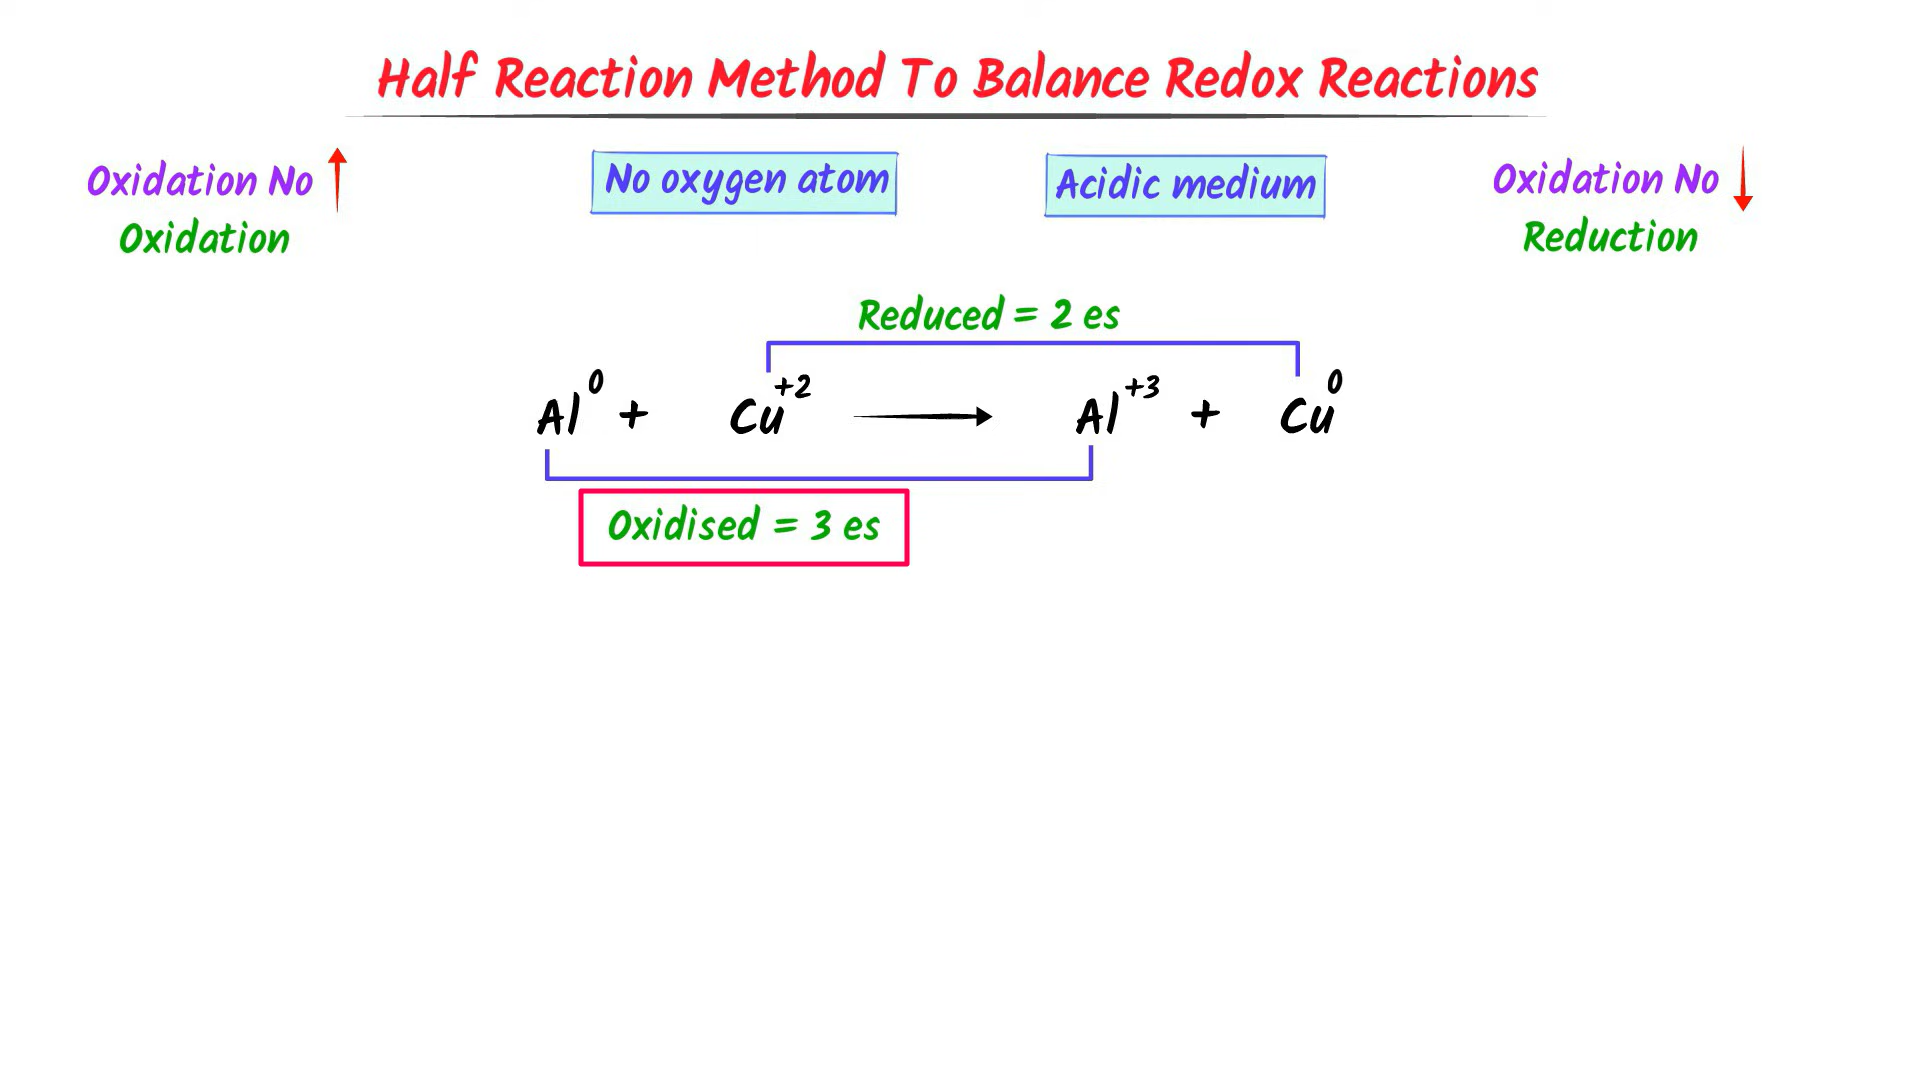 Half Reaction Method To Balance Redox Reactions
Oxidation No
Oxidation
No oxygen atom
Acidic medium
Oxidation No
Reduction
Reduced = 2 es
Al⁰ + Cu⁺² → Al⁺³ + Cu⁰
Oxidised = 3 es